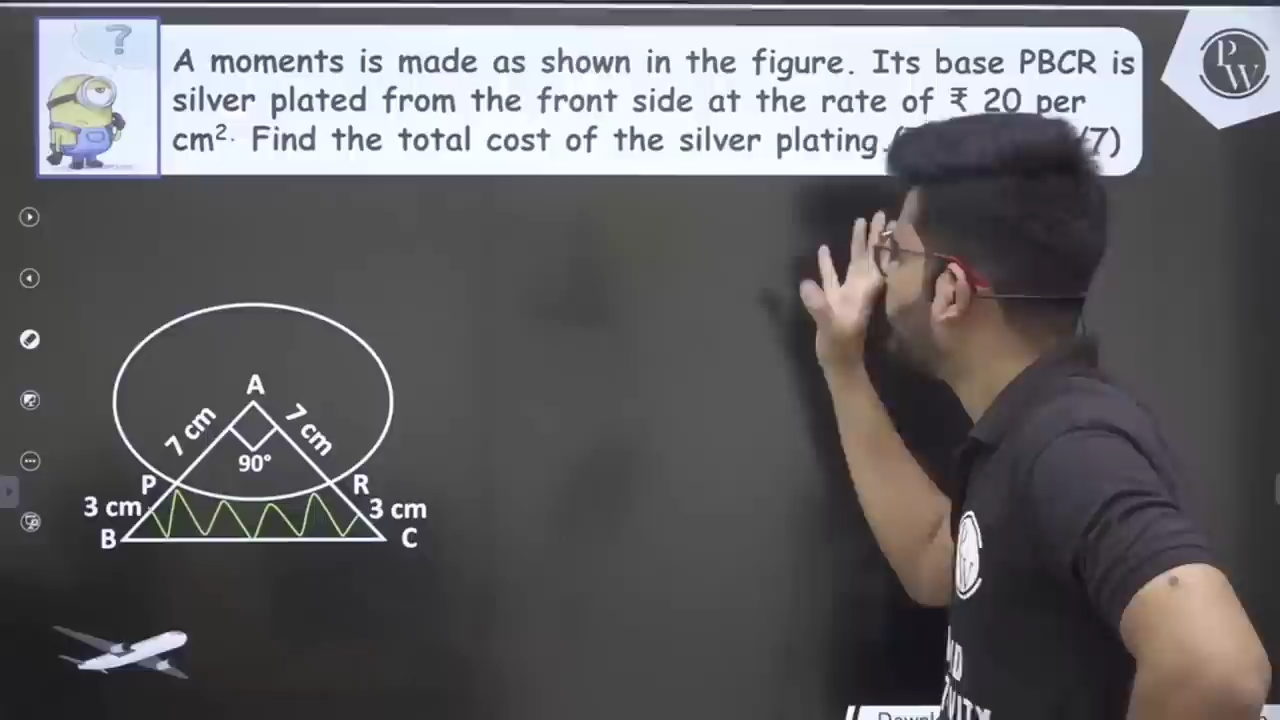 ?
A moments is made as shown in the figure. Its base PBCR is
silver plated from the front side at the rate of ₹ 20 per
cm². Find the total cost of the silver plating. /7)
P
W
A
7 cm
7 cm
90°
P
R
3 cm
3 cm
B
C